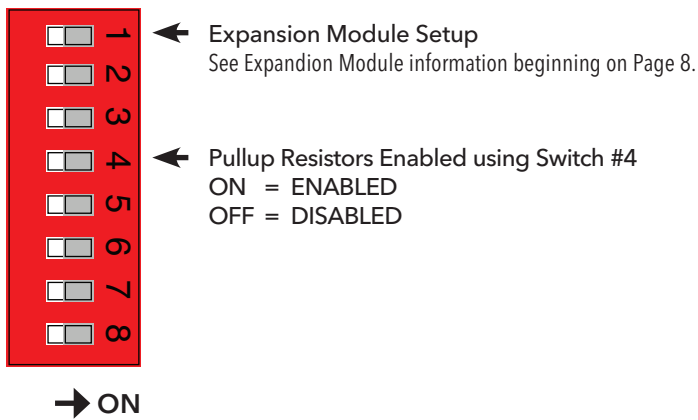 1 Expansion Module Setup
See Expandion Module information beginning on Page 8.
2
3
4 Pullup Resistors Enabled using Switch #4
ON = ENABLED
OFF = DISABLED
5
6
7
8
ON